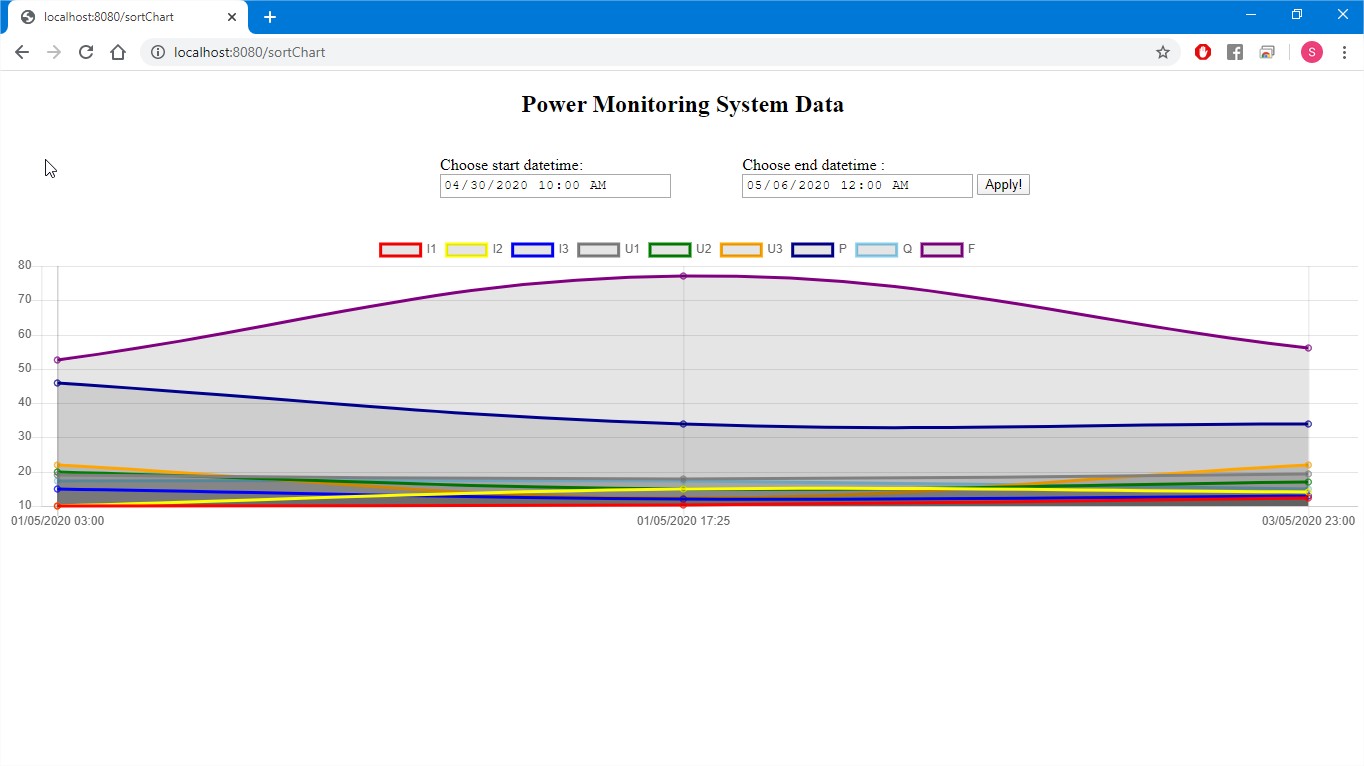 localhost:8080/sortChart
localhost:8080/sortChart
S
Power Monitoring System Data
Choose start datetime: Choose end datetime :
04/30/2020 10:00 AM 05/06/2020 12:00 AM Apply!
I1 I2 I3 U1 U2 U3 P Q F
80
70
60
50
40
30
20
10
01/05/2020 03:00 01/05/2020 17:25 03/05/2020 23:00